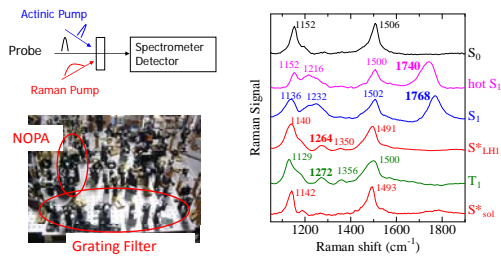 Actinic Pump
Probe
Spectrometer
Detector
Raman Pump
NOPA
Grating Filter
Raman Signal
1152
1506
S0
1152
1216
1500
1740
hot S1
1136
1232
1502
1768
S1
1140
1264
1350
1491
S*LH1
1129
1272
1356
1500
T1
1142
1493
S*sol
1200 1400 1600 1800
Raman shift (cm-1)